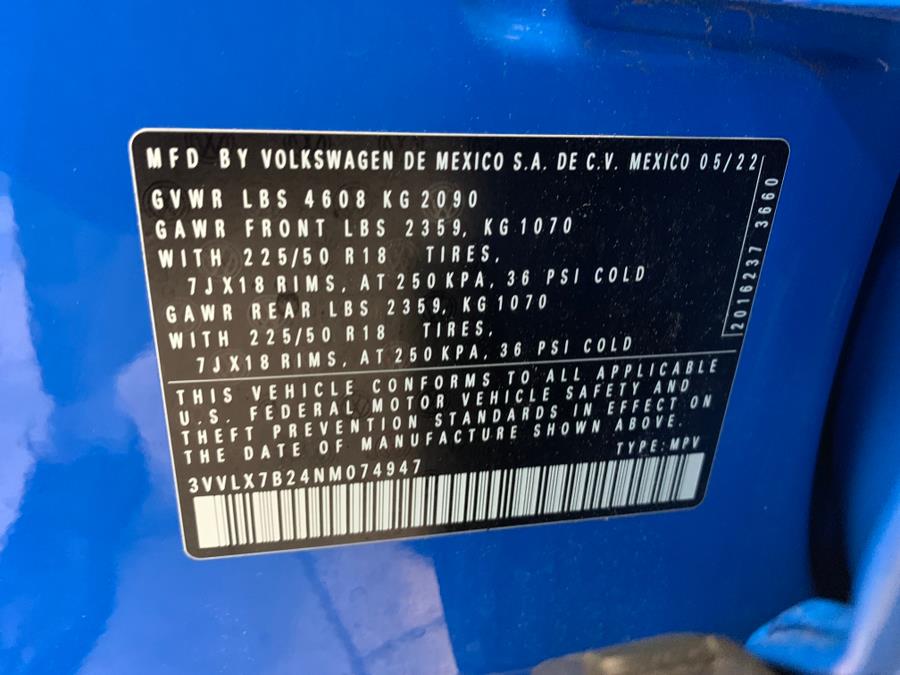 MFD BY VOLKSWAGEN DE MEXICO S.A. DE C.V. MEXICO 05/22
GVWR LBS 4608 KG 2090
GAWR FRONT LBS 2359, KG 1070
WITH 225/50 R18 TIRES,
7JX18 RIMS, AT 250 KPA, 36 PSI COLD
GAWR REAR LBS 2359, KG 1070
WITH 225/50 R18 TIRES,
7JX18 RIMS, AT 250 KPA, 36 PSI COLD
2016237 3660
THIS VEHICLE CONFORMS TO ALL APPLICABLE
U.S. FEDERAL MOTOR VEHICLE SAFETY AND
THEFT PREVENTION STANDARDS IN EFFECT ON
THE DATE OF MANUFACTURE SHOWN ABOVE.
TYPE: MPV
3VVLX7B24NM074947